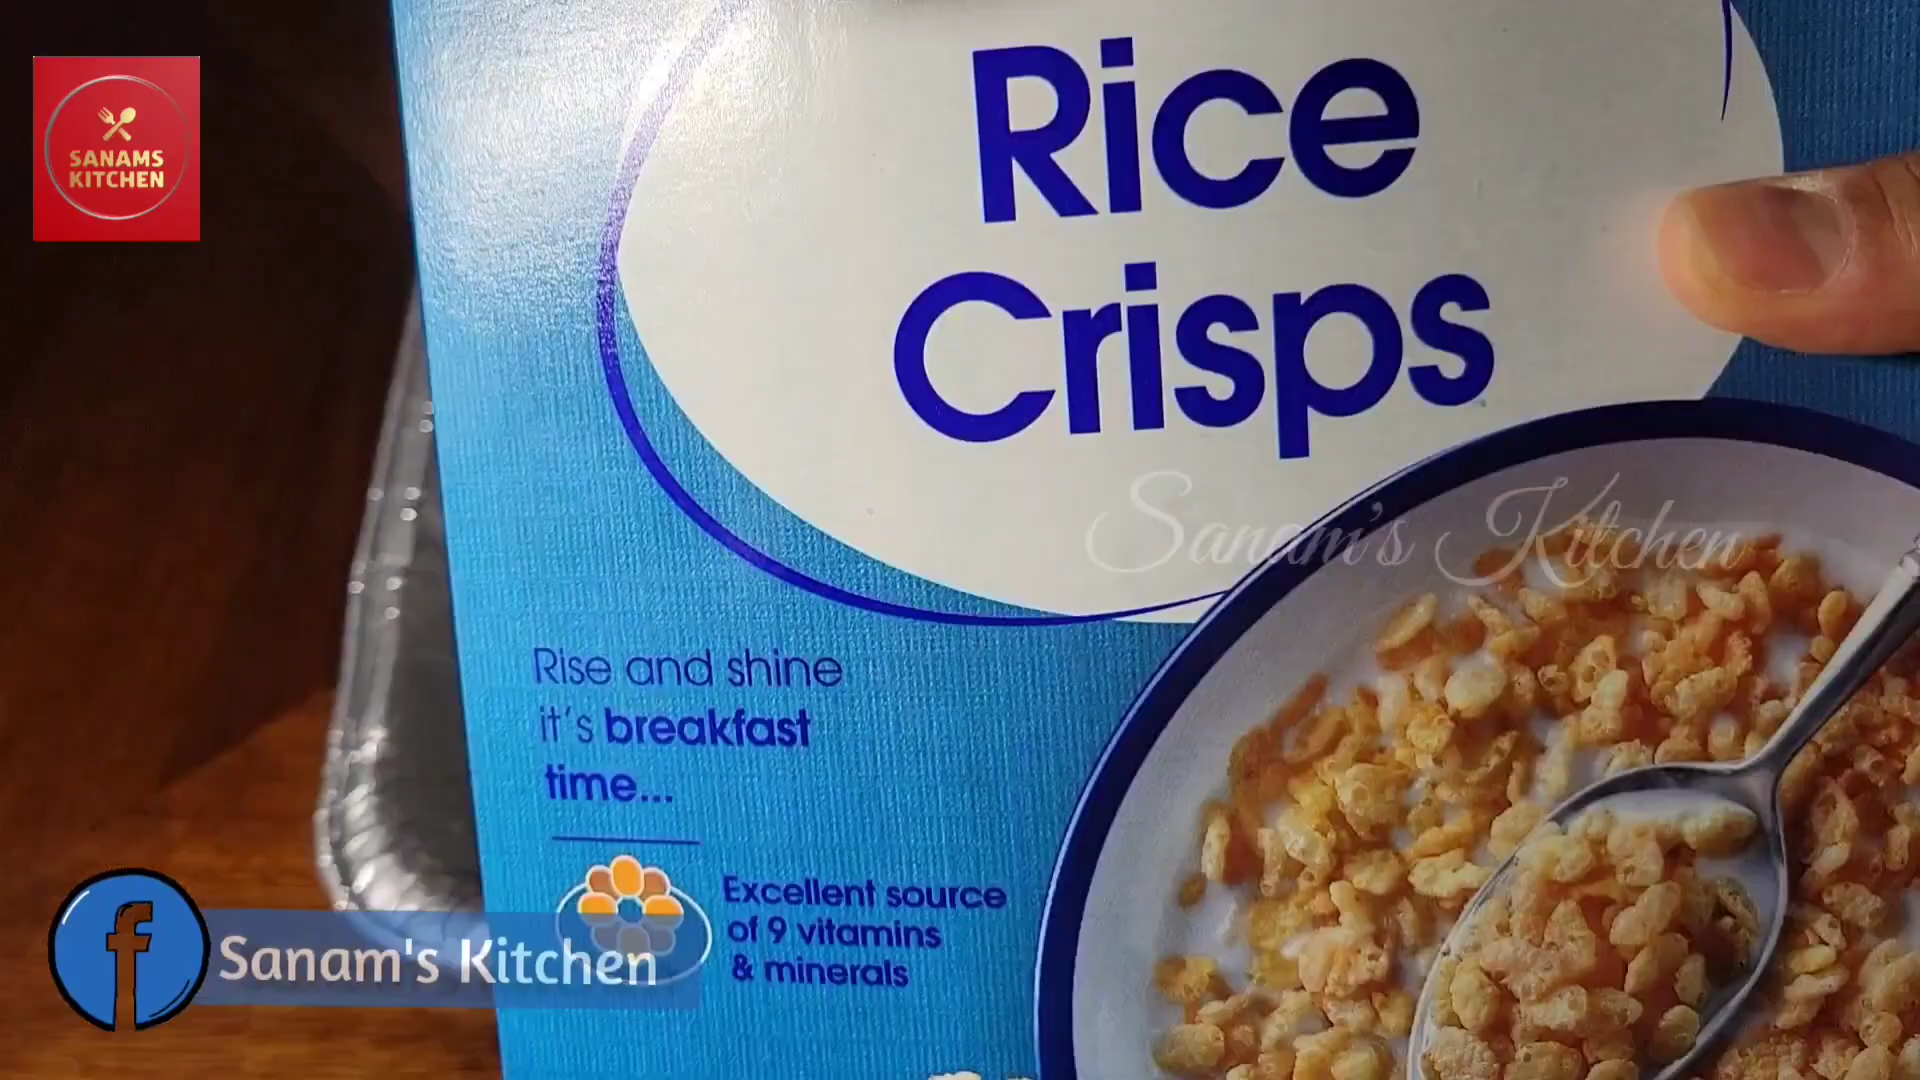 SANAMS
KITCHEN
Rice
Crisps
Sanam's Kitchen
Rise and shine
it's breakfast
time...
Excellent source
of 9 vitamins
& minerals
f Sanam's Kitchen